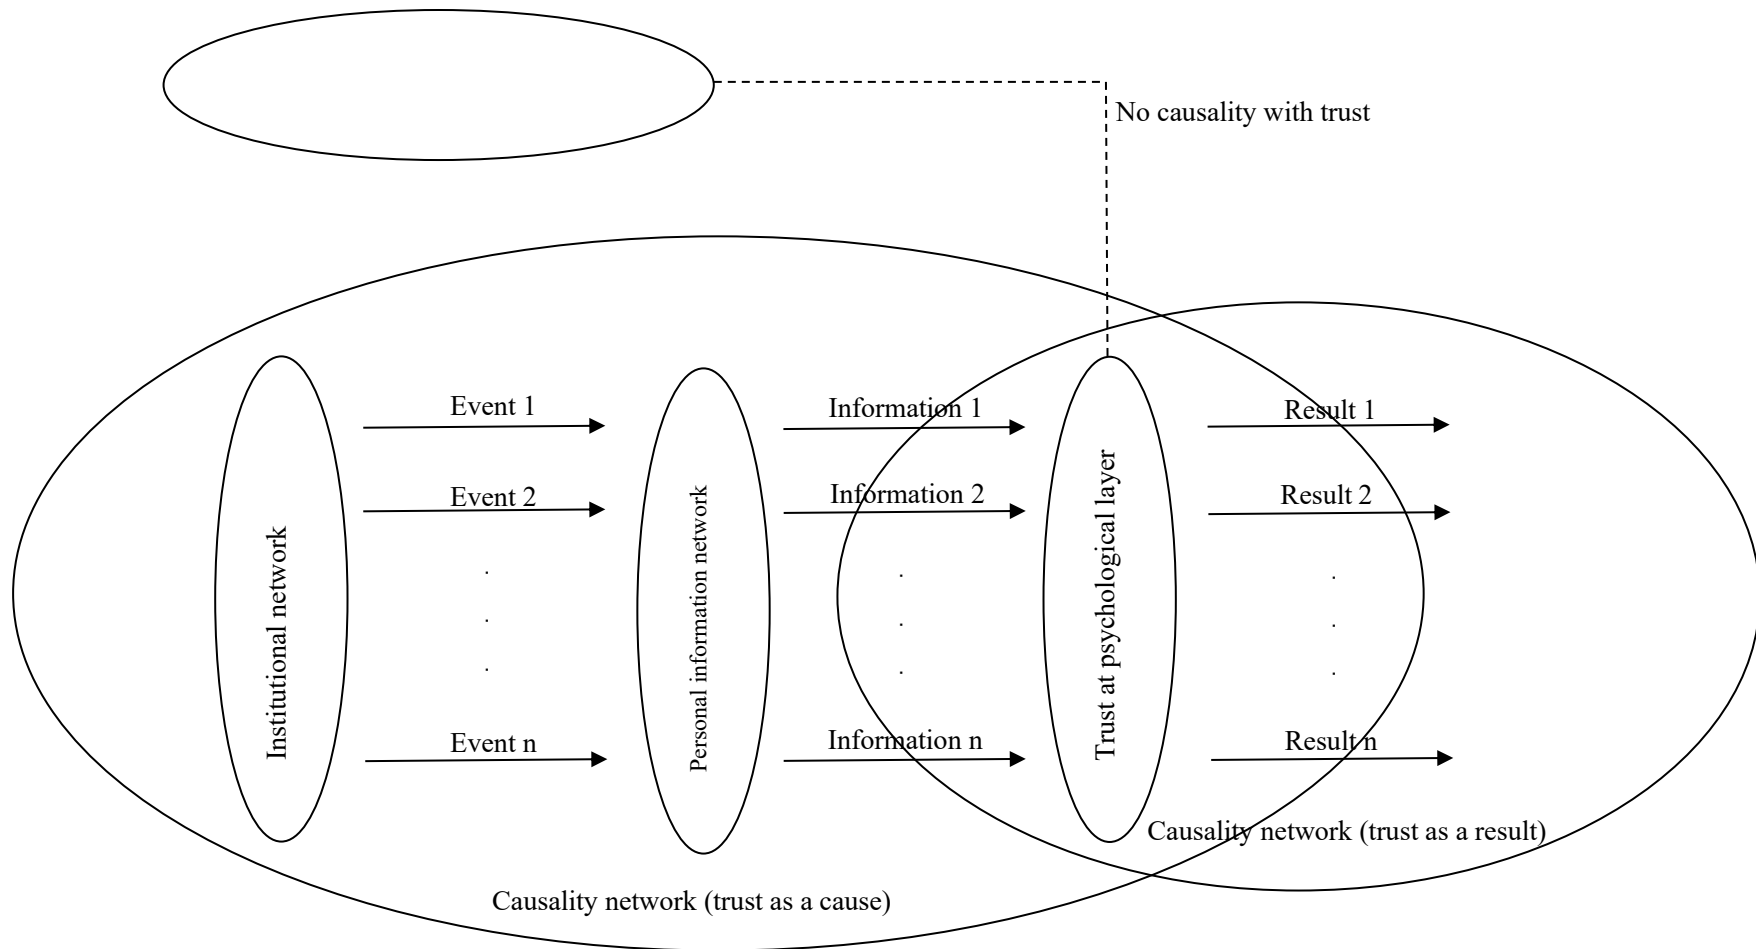 No causality with trust
Event 1
Information 1
Result 1
Event 2
Information 2
Result 2
Institutional network
Personal information network
Trust at psychological layer
Event n
Information n
Result n
Causality network (trust as a result)
Causality network (trust as a cause)